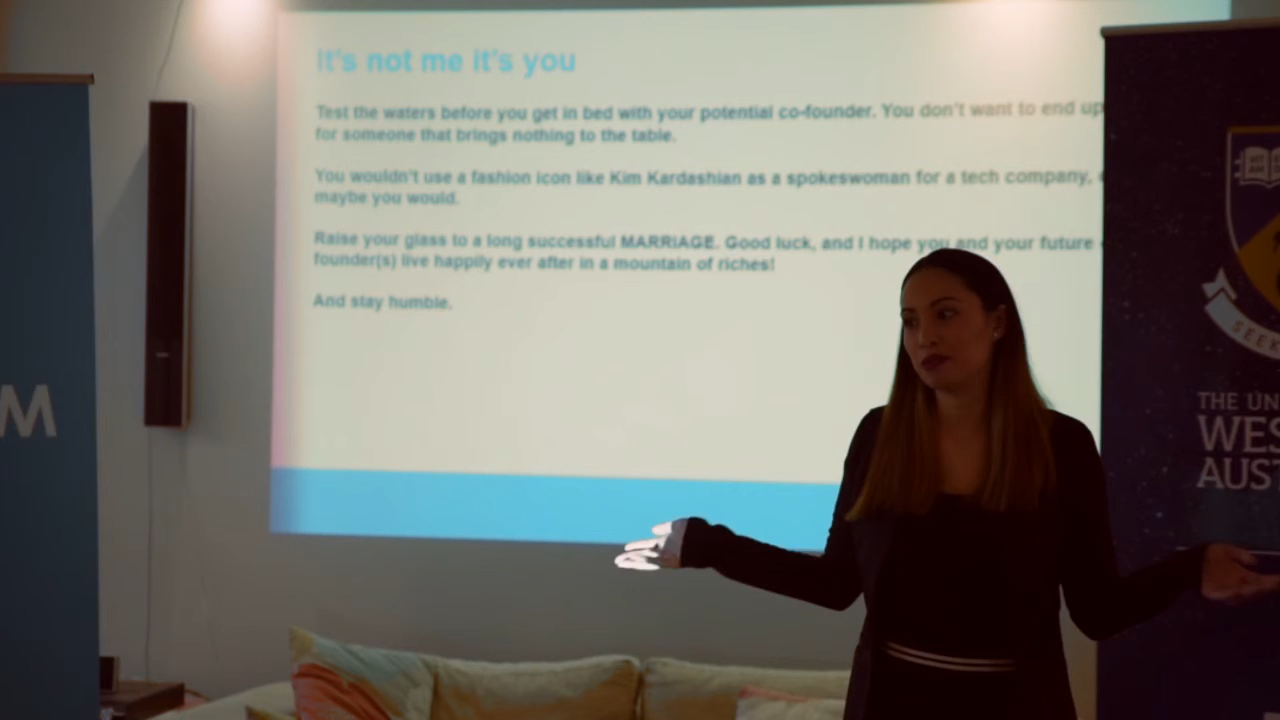 It's not me it's you
Test the waters before you get in bed with your potential co-founder. You don't want to end up
for someone that brings nothing to the table.
You wouldn't use a fashion icon like Kim Kardashian as a spokeswoman for a tech company,
maybe you would.
Raise your glass to a long successful MARRIAGE. Good luck, and I hope you and your future
founder(s) live happily ever after in a mountain of riches!
And stay humble.
M
SEEK
THE UN
WES
AUST